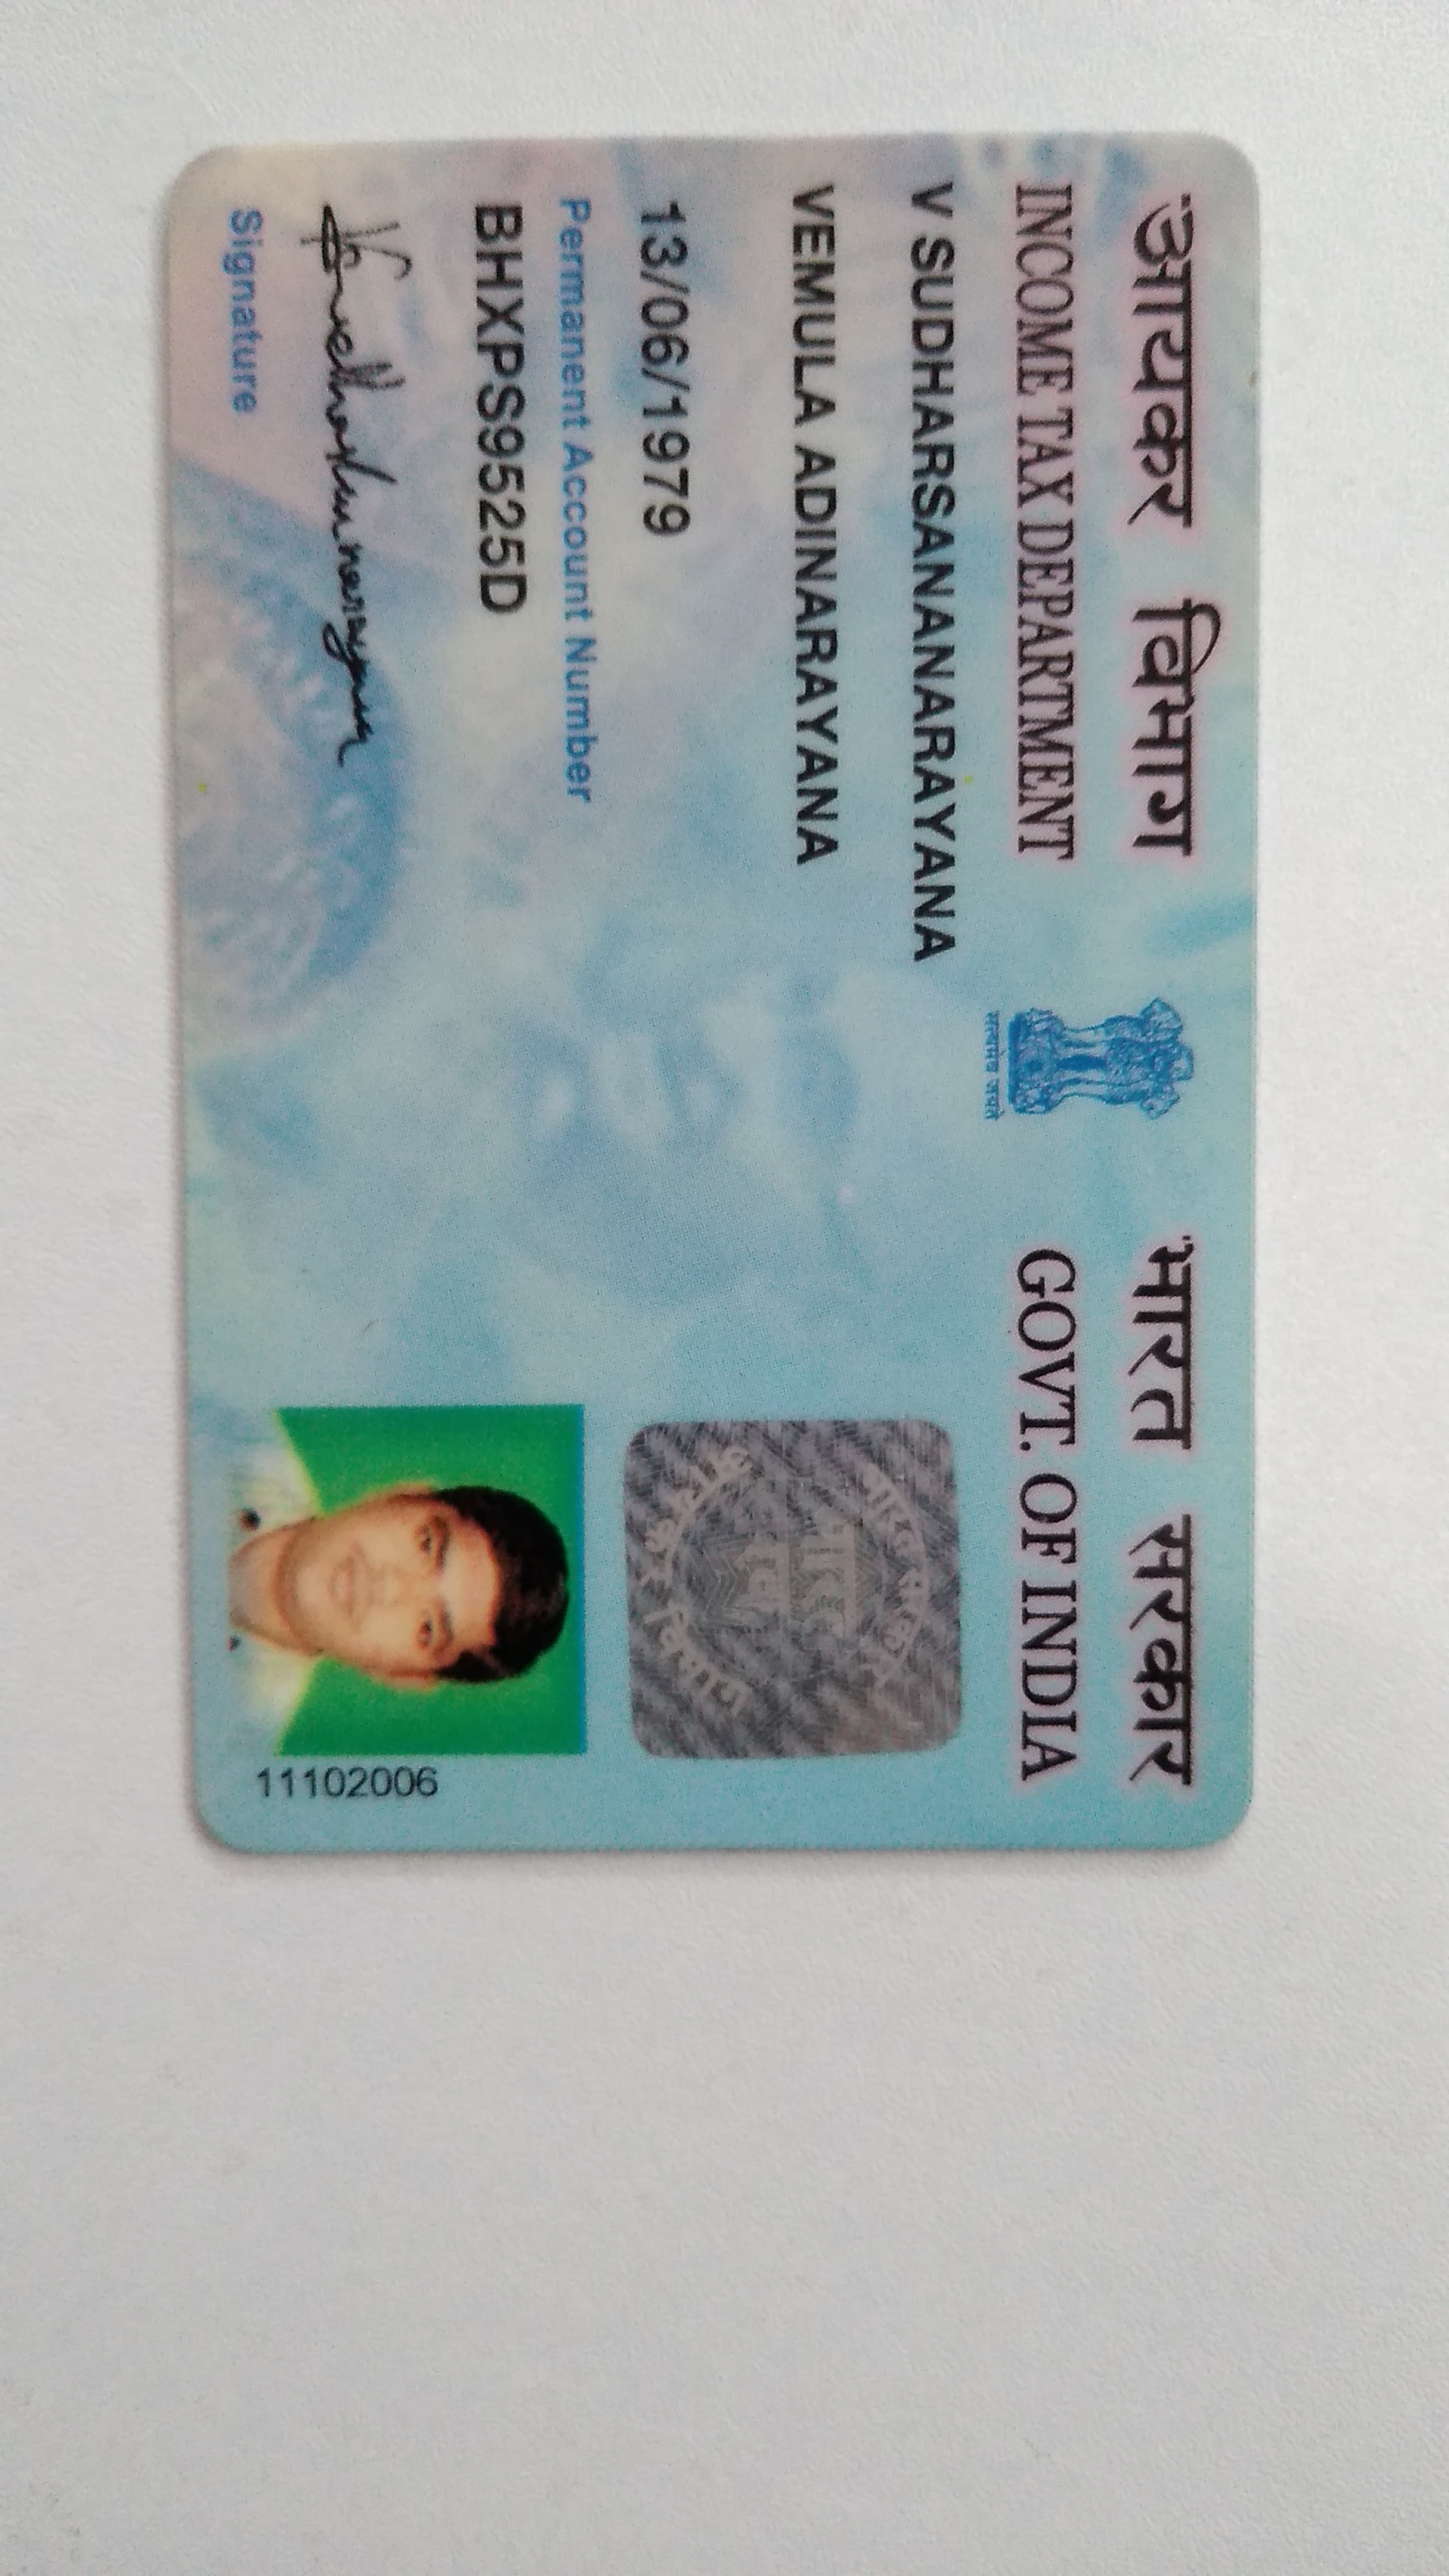 आयकर विभाग
INCOME TAX DEPARTMENT
सत्यमेव जयते
भारत सरकार
GOVT. OF INDIA
V SUDHARSANANARAYANA
VEMULA ADINARAYANA
13/06/1979
Permanent Account Number
BHXPS9525D
Signature
11102006